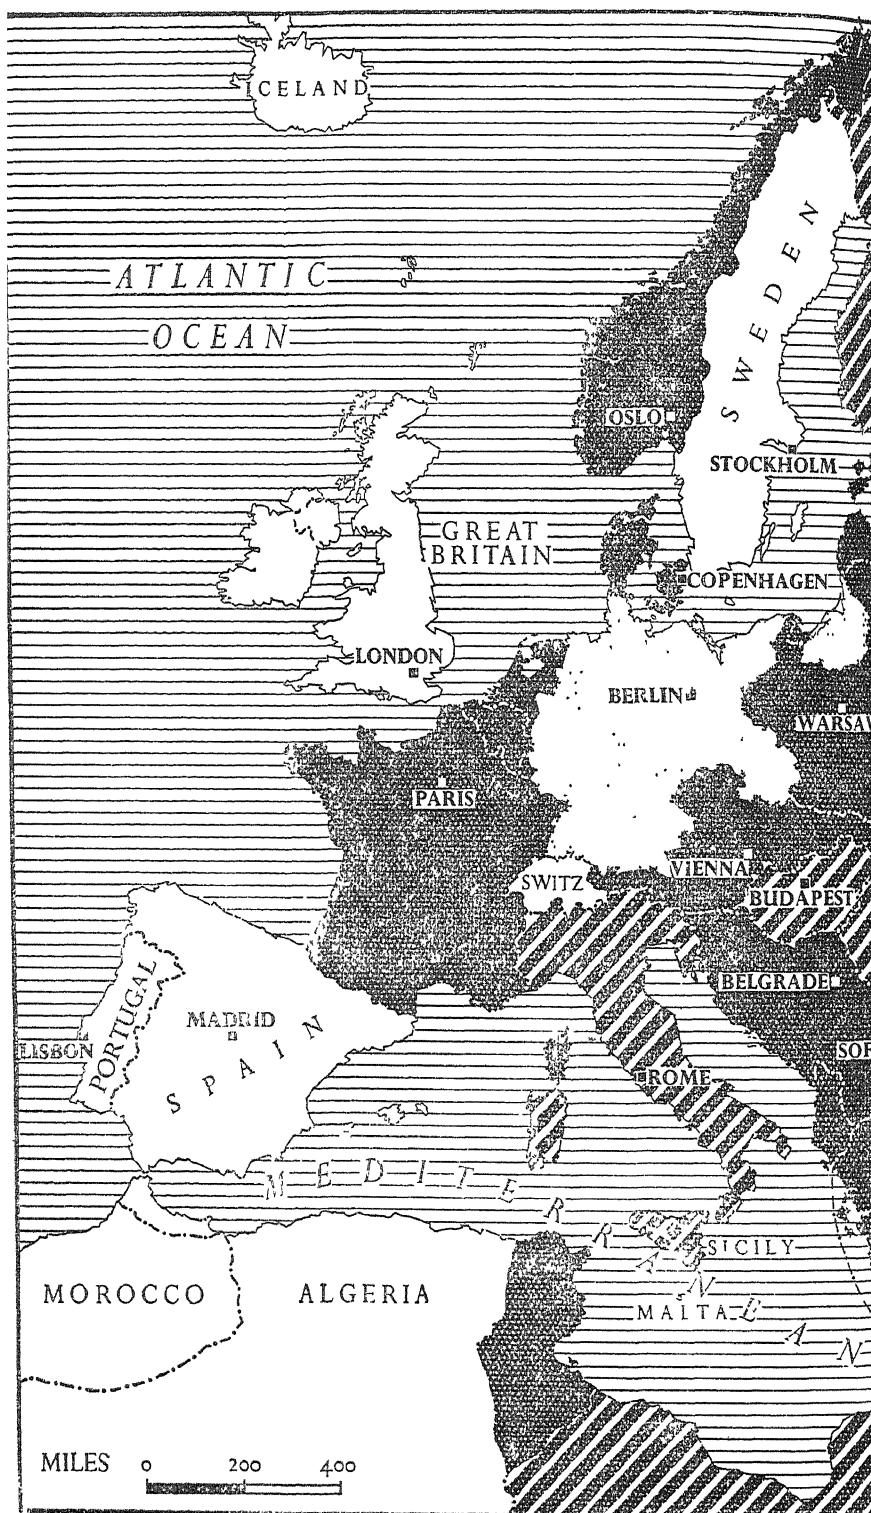 ICELAND
ATLANTIC
OCEAN
SWEDEN
OSLO
STOCKHOLM
GREAT
BRITAIN
COPENHAGEN
LONDON
BERLIN
WARSAW
PARIS
VIENNA
SWITZ
BUDAPEST
BELGRADE
PORTUGAL
MADRID
SPAIN
LISBON
SOF
ROME
MEDITERRANEAN
SICILY
MOROCCO
ALGERIA
MALTA
MILES 0 200 400